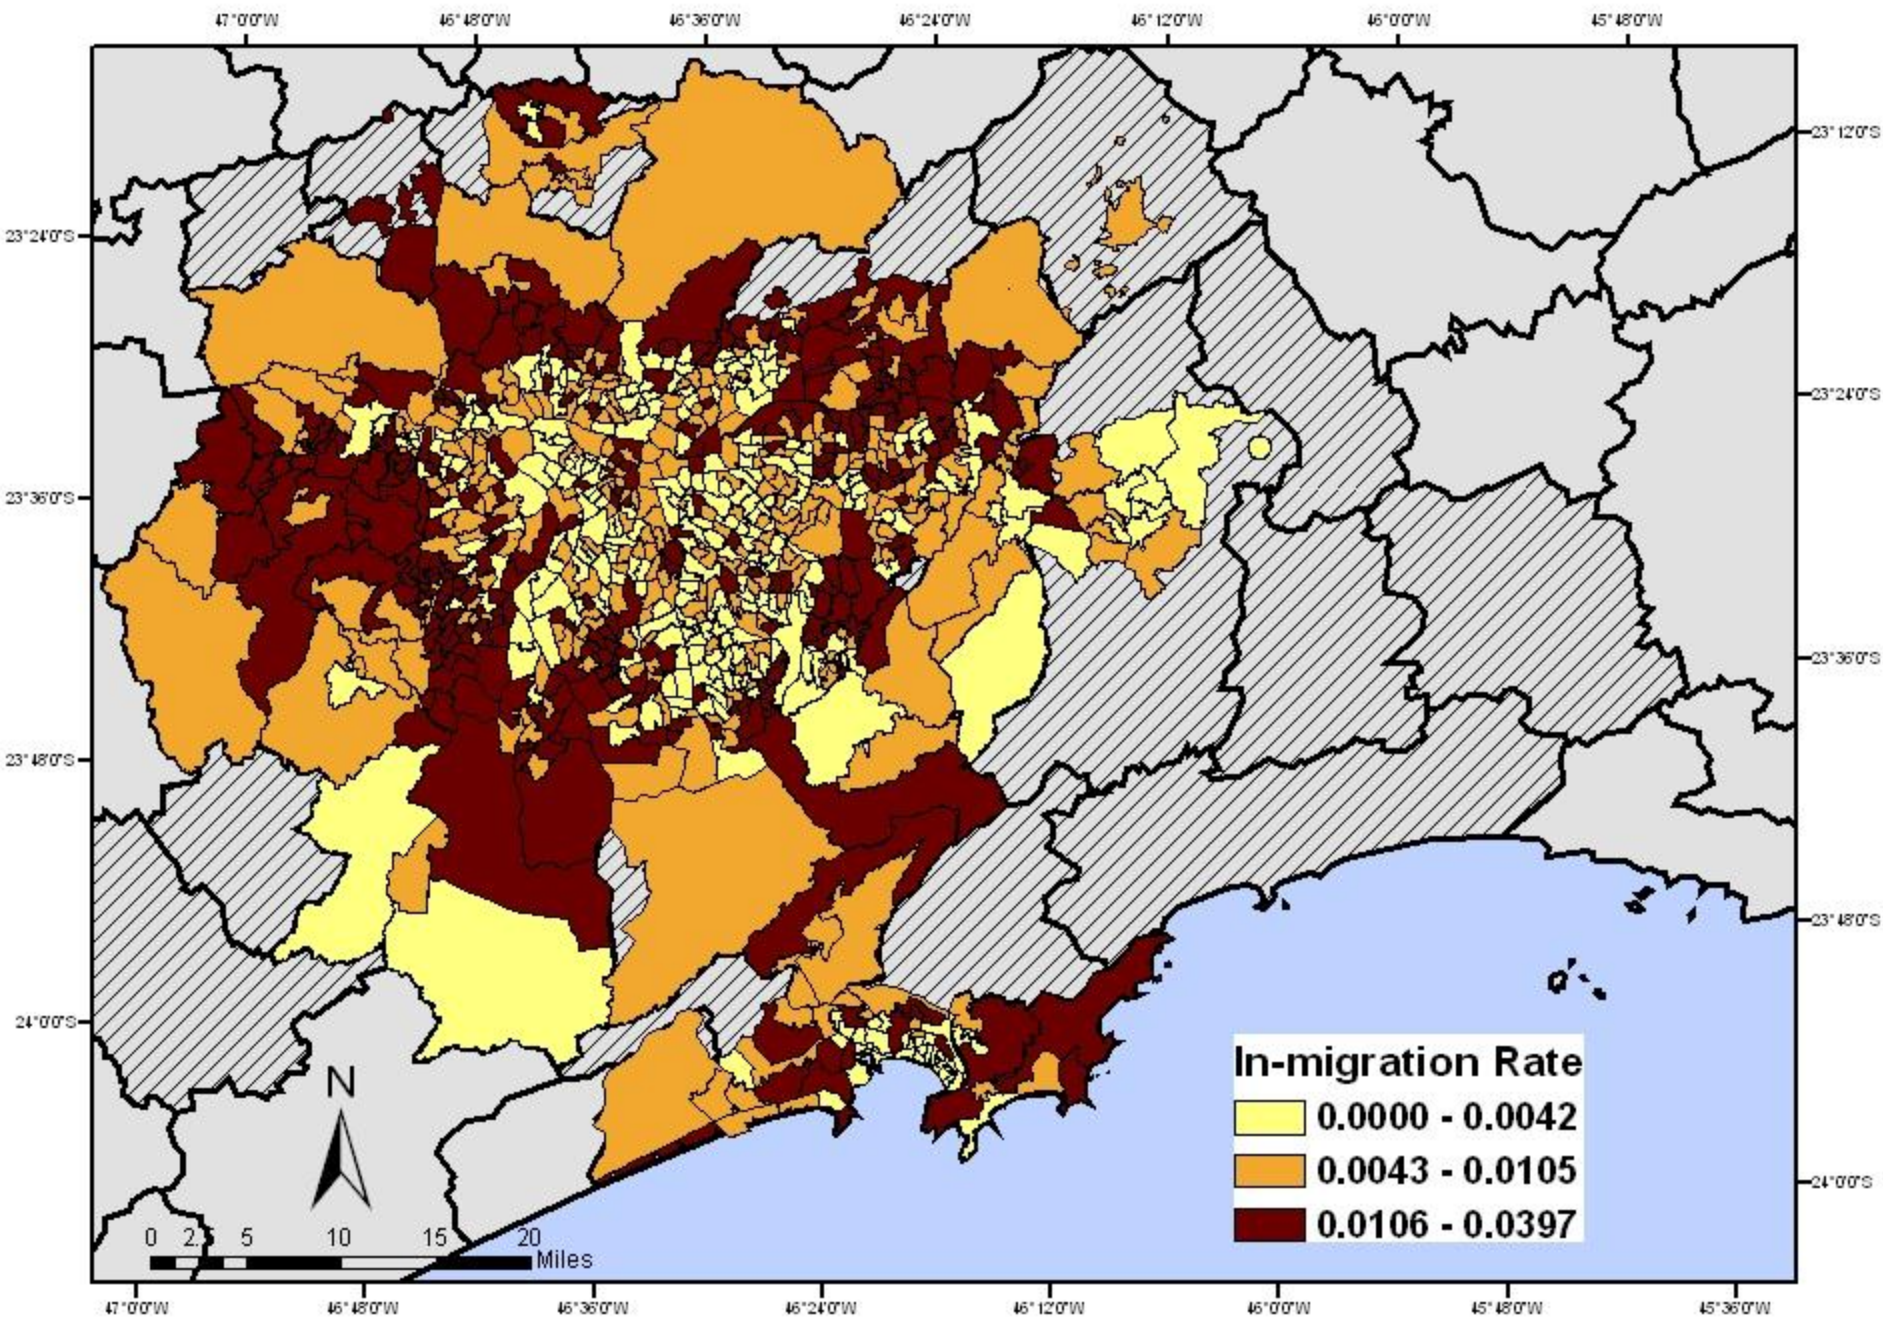 47°0'0"W 46°48'0"W 46°36'0"W 46°24'0"W 46°12'0"W 46°0'0"W 45°48'0"W
23°12'0"S
23°24'0"S
23°24'0"S
23°36'0"S
23°36'0"S
23°48'0"S
23°48'0"S
24°0'0"S
24°0'0"S
In-migration Rate
0.0000 - 0.0042
0.0043 - 0.0105
0.0106 - 0.0397
N
0 2.5 5 10 15 20
Miles
47°0'0"W 46°48'0"W 46°36'0"W 46°24'0"W 46°12'0"W 46°0'0"W 45°48'0"W 45°36'0"W